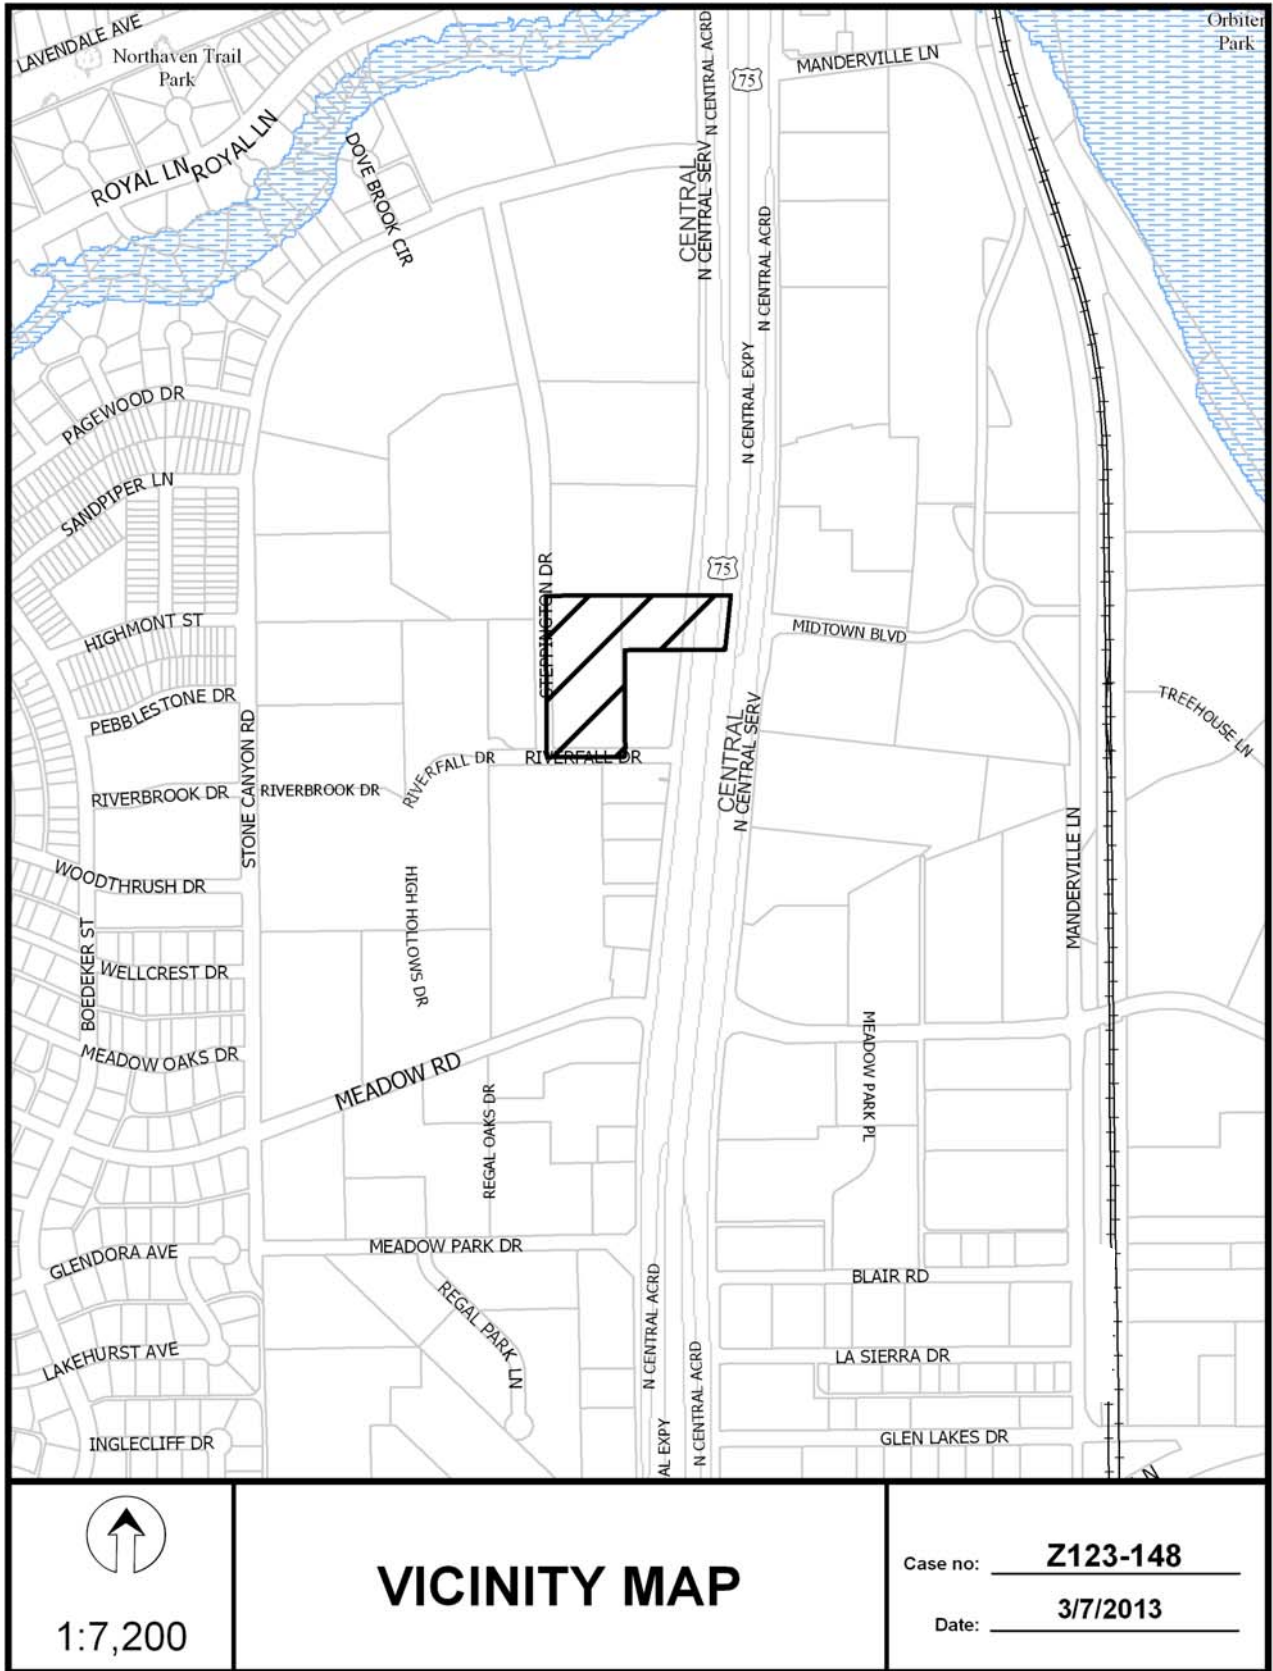 LAVENDALE AVE
Northaven Trail
Park
ROYAL LN
ROYAL LN
DOVE BROOK CIR
N CENTRAL ACRD
75
MANDERVILLE LN
Orbiter
Park
CENTRAL
N CENTRAL SERV
N CENTRAL ACRD
N CENTRAL EXPY
PAGEWOOD DR
SANDPIPER LN
HIGHMONT ST
PEBBLESTONE DR
STEPPINGTON DR
75
MIDTOWN BLVD
TREEHOUSE LN
STONE CANYON RD
RIVERBROOK DR
RIVERBROOK DR
RIVERFALL DR
RIVERFALL DR
CENTRAL
N CENTRAL SERV
MANDERVILLE LN
WOODTHRUSH DR
BOEDEKER ST
WELLCREST DR
HIGH HOLLOWS DR
MEADOW OAKS DR
MEADOW RD
REGAL OAKS DR
MEADOW PARK PL
GLENDORA AVE
MEADOW PARK DR
REGAL PARK LN
BLAIR RD
LAKEHURST AVE
N CENTRAL ACRD
N CENTRAL ACRD
LA SIERRA DR
INGLECLIFF DR
AL EXPY
GLEN LAKES DR
N
1:7,200
VICINITY MAP
Case no: Z123-148
Date: 3/7/2013